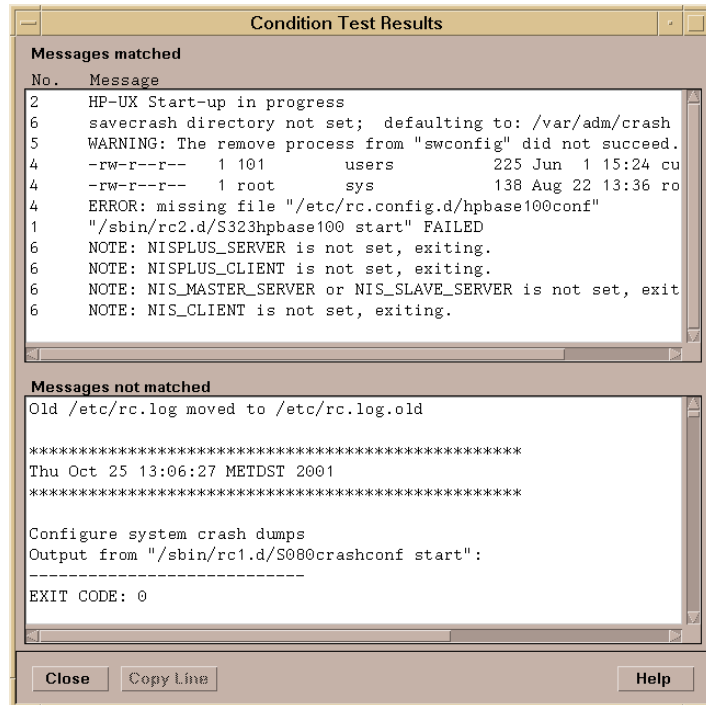 Condition Test Results
Messages matched
No. Message
2 HP-UX Start-up in progress
6 savecrash directory not set; defaulting to: /var/adm/crash
5 WARNING: The remove process from "swconfig" did not succeed.
4 -rw-r--r-- 1 101 users 225 Jun 1 15:24 cu
4 -rw-r--r-- 1 root sys 138 Aug 22 13:36 ro
4 ERROR: missing file "/etc/rc.config.d/hpbase100conf"
1 "/sbin/rc2.d/S323hpbase100 start" FAILED
6 NOTE: NISPLUS_SERVER is not set, exiting.
6 NOTE: NISPLUS_CLIENT is not set, exiting.
6 NOTE: NIS_MASTER_SERVER or NIS_SLAVE_SERVER is not set, exit
6 NOTE: NIS_CLIENT is not set, exiting.
Messages not matched
Old /etc/rc.log moved to /etc/rc.log.old
**************************************************
Thu Oct 25 13:06:27 METDST 2001
**************************************************
Configure system crash dumps
Output from "/sbin/rc1.d/S080crashconf start":
----------------------------
EXIT CODE: 0
Close Copy Line Help